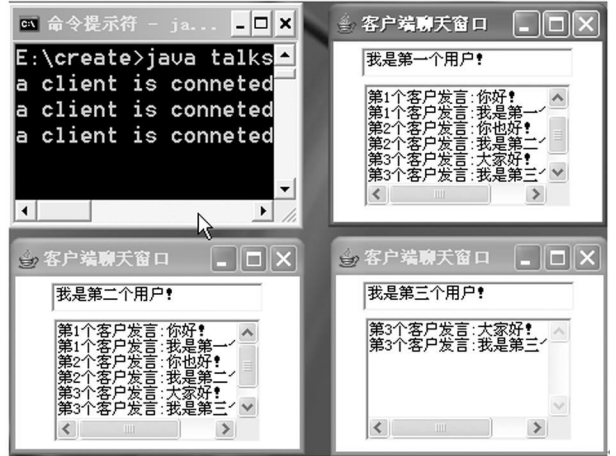 命令提示符 - ja...
E:\create>java talks
a client is conneted
a client is conneted
a client is conneted
客户端聊天窗口
我是第一个用户!
第1个客户发言:你好!
第1个客户发言:我是第一
第2个客户发言:你也好!
第2个客户发言:我是第二
第3个客户发言:大家好!
第3个客户发言:我是第三
客户端聊天窗口
我是第二个用户!
第1个客户发言:你好!
第1个客户发言:我是第一
第2个客户发言:你也好!
第2个客户发言:我是第二
第3个客户发言:大家好!
第3个客户发言:我是第三
客户端聊天窗口
我是第三个用户!
第3个客户发言:大家好!
第3个客户发言:我是第三